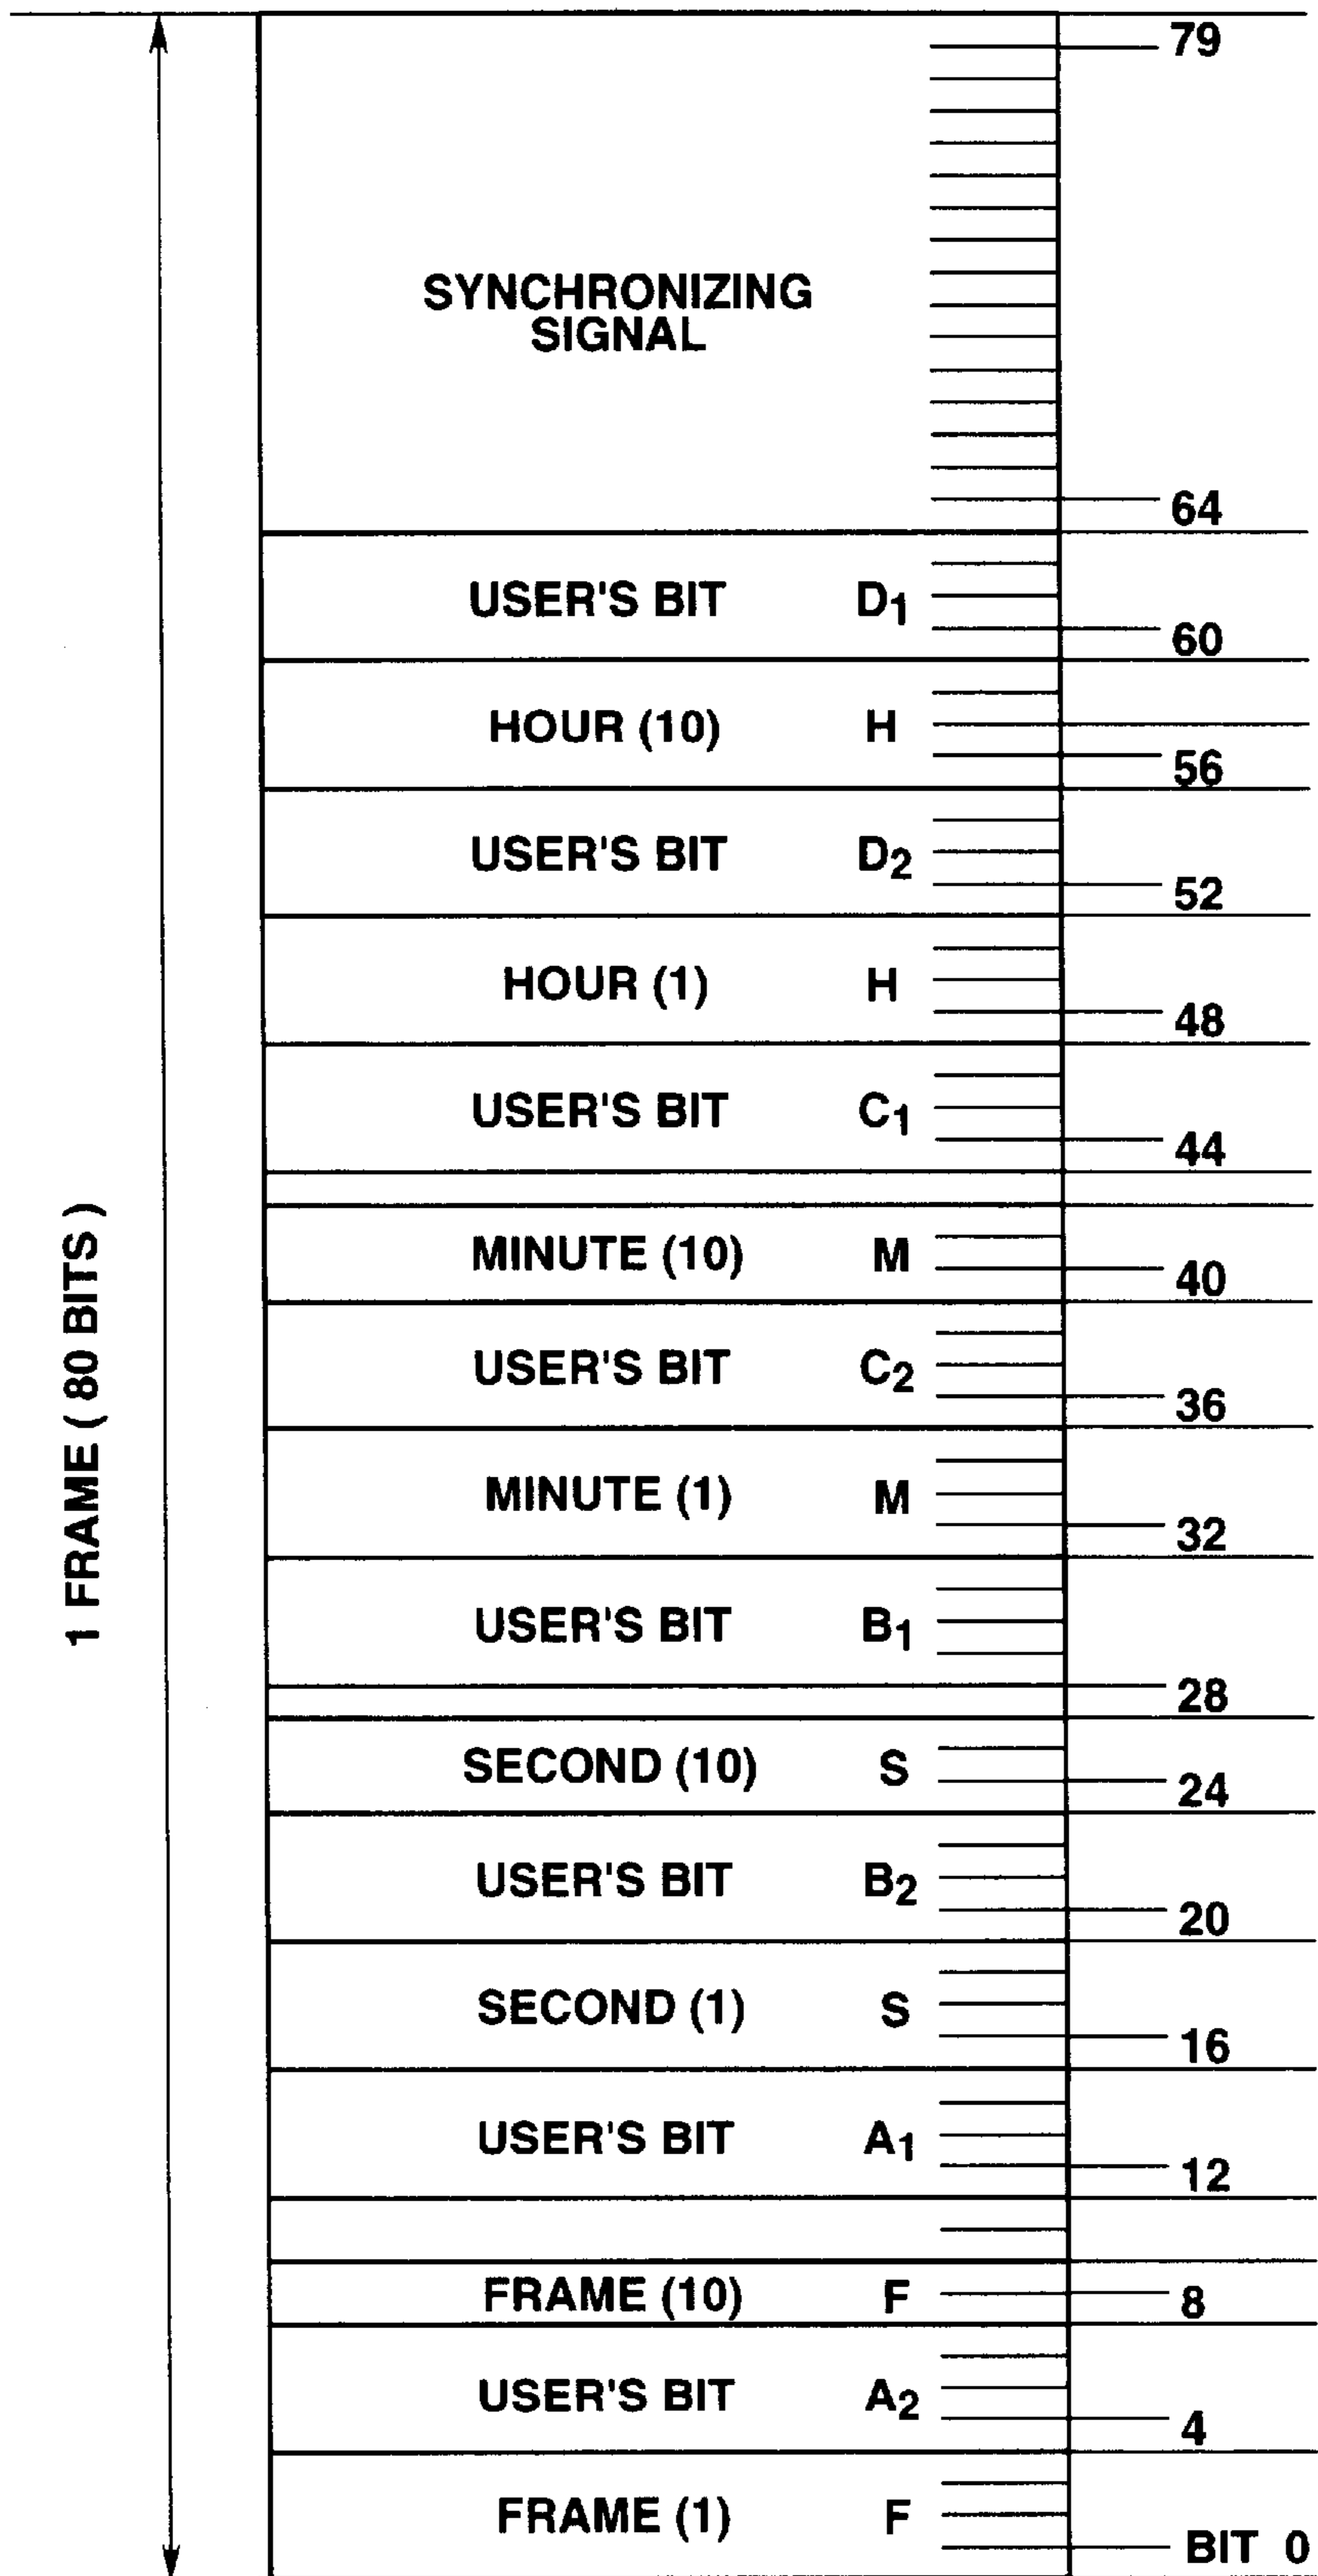 79
SYNCHRONIZING
SIGNAL
64
USER'S BIT D1
60
HOUR (10) H
56
USER'S BIT D2
52
HOUR (1) H
48
USER'S BIT C1
44
MINUTE (10) M
40
USER'S BIT C2
36
MINUTE (1) M
32
USER'S BIT B1
28
SECOND (10) S
24
USER'S BIT B2
20
SECOND (1) S
16
USER'S BIT A1
12
FRAME (10) F
8
USER'S BIT A2
4
FRAME (1) F
BIT 0
1 FRAME ( 80 BITS )